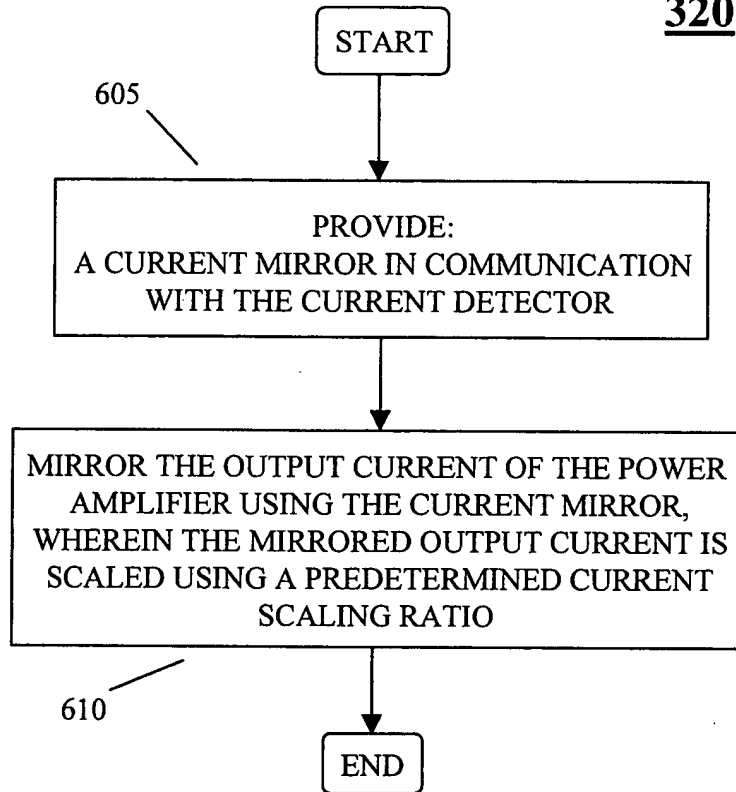 320
START
605
PROVIDE:
A CURRENT MIRROR IN COMMUNICATION
WITH THE CURRENT DETECTOR
MIRROR THE OUTPUT CURRENT OF THE POWER
AMPLIFIER USING THE CURRENT MIRROR,
WHEREIN THE MIRRORED OUTPUT CURRENT IS
SCALED USING A PREDETERMINED CURRENT
SCALING RATIO
610
END